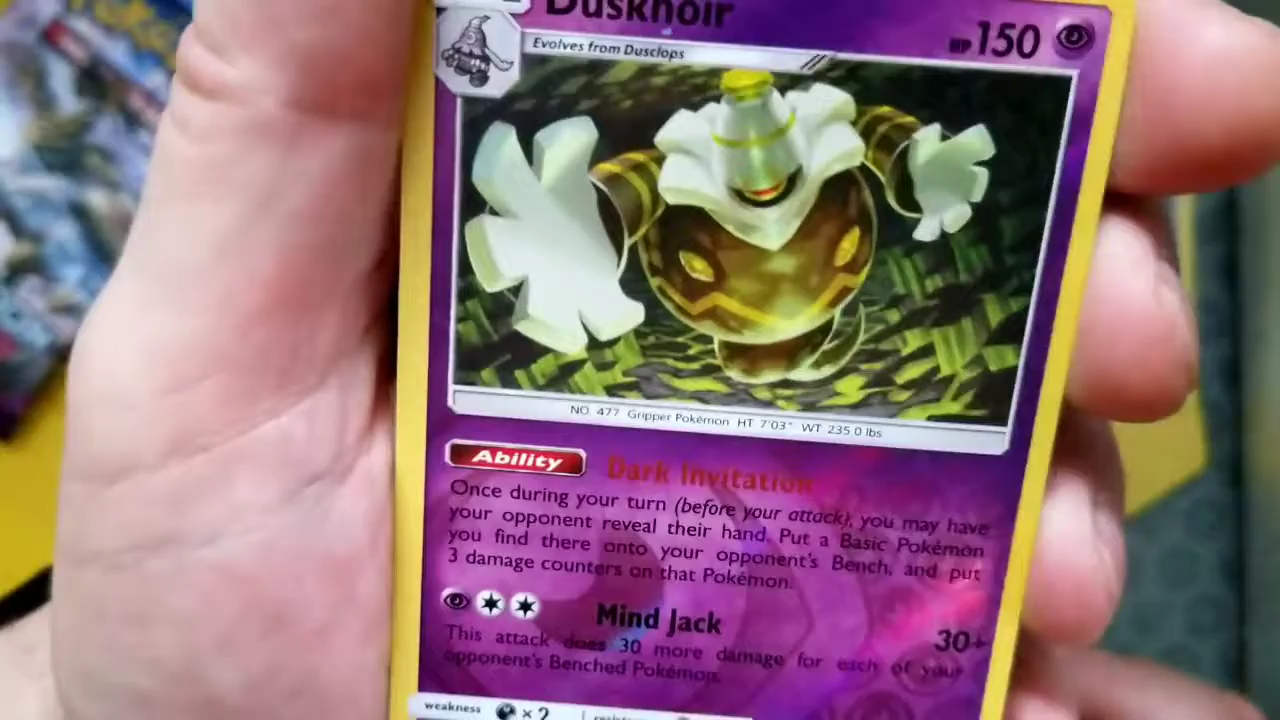 Dusknoir
HP 150
Evolves from Dusclops
NO. 477 Gripper Pokémon HT 7'03" WT 235.0 lbs
Ability Dark Invitation
Once during your turn (before your attack), you may have
your opponent reveal their hand. Put a Basic Pokémon
you find there onto your opponent's Bench, and put
3 damage counters on that Pokémon.
Mind Jack 30+
This attack does 30 more damage for each of your
opponent's Benched Pokémon.
weakness
×2